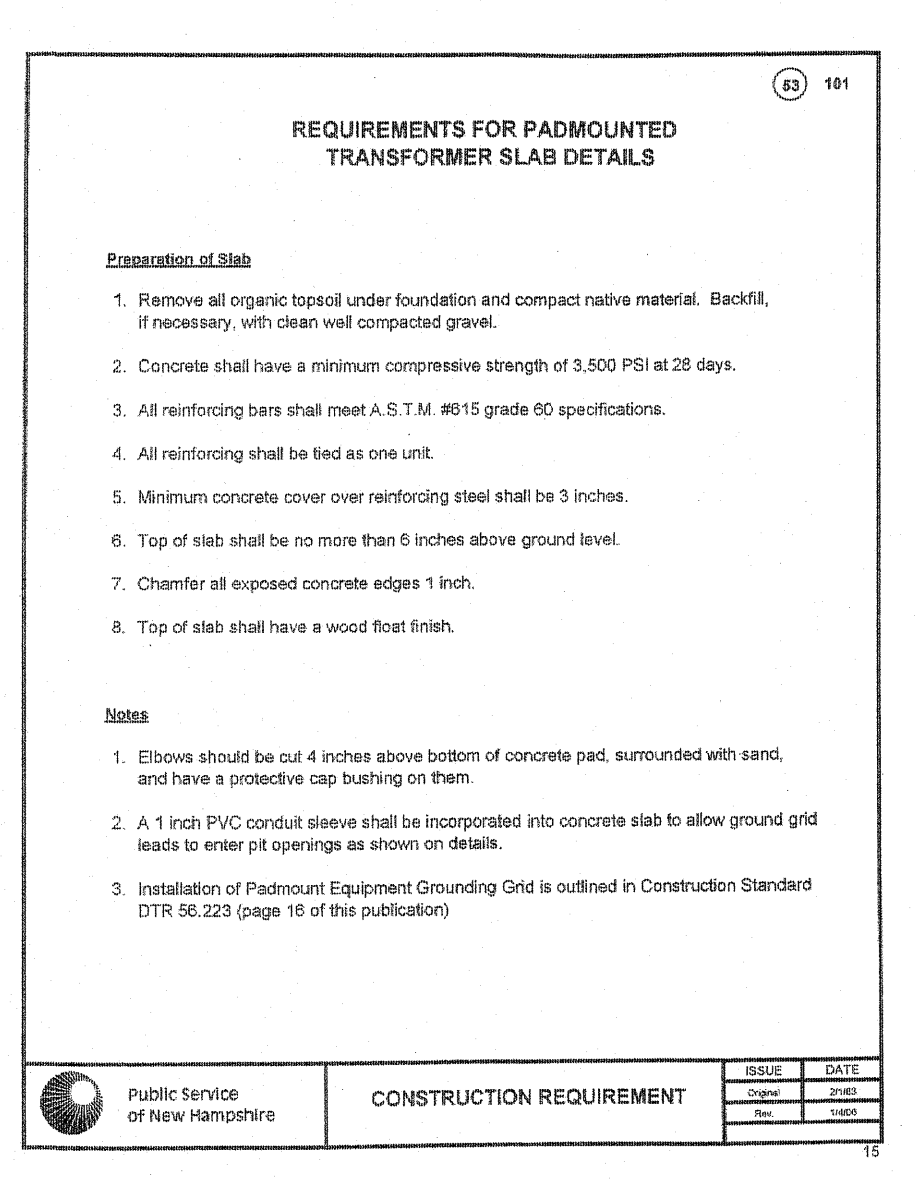 53 101
REQUIREMENTS FOR PADMOUNTED
TRANSFORMER SLAB DETAILS
Preparation of Slab
1. Remove all organic topsoil under foundation and compact native material. Backfill,
if necessary, with clean well compacted gravel.
2. Concrete shall have a minimum compressive strength of 3,500 PSI at 28 days.
3. All reinforcing bars shall meet A.S.T.M. #615 grade 60 specifications.
4. All reinforcing shall be tied as one unit.
5. Minimum concrete cover over reinforcing steel shall be 3 inches.
6. Top of slab shall be no more than 6 inches above ground level.
7. Chamfer all exposed concrete edges 1 inch.
8. Top of slab shall have a wood float finish.
Notes
1. Elbows should be cut 4 inches above bottom of concrete pad, surrounded with sand,
and have a protective cap bushing on them.
2. A 1 inch PVC conduit sleeve shall be incorporated into concrete slab to allow ground grid
leads to enter pit openings as shown on details.
3. Installation of Padmount Equipment Grounding Grid is outlined in Construction Standard
DTR 56.223 (page 16 of this publication)
Public Service
of New Hampshire
CONSTRUCTION REQUIREMENT
ISSUE DATE
Original 2/1/83
Rev. 1/4/06
15